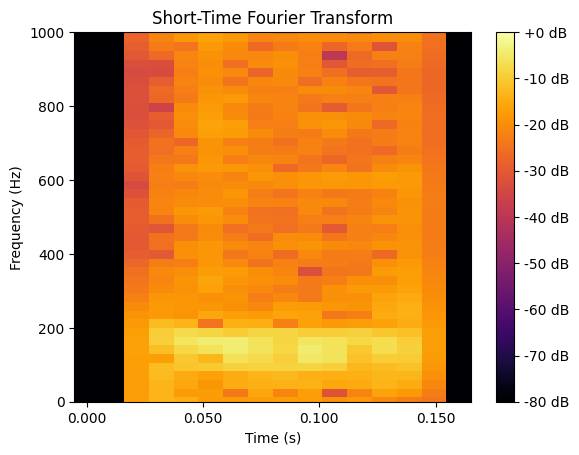 Short-Time Fourier Transform
1000
800
600
400
200
0
Frequency (Hz)
0.000
0.050
0.100
0.150
Time (s)
+0 dB
-10 dB
-20 dB
-30 dB
-40 dB
-50 dB
-60 dB
-70 dB
-80 dB